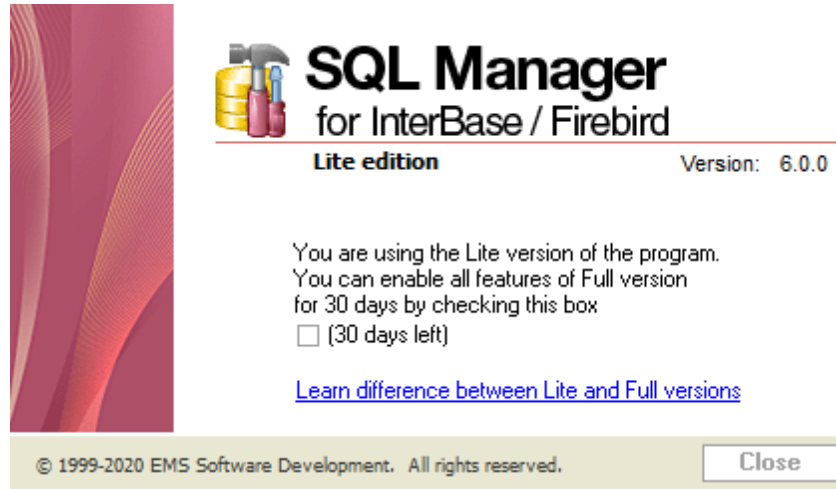 SQL Manager
for InterBase / Firebird
Lite edition Version: 6.0.0
You are using the Lite version of the program.
You can enable all features of Full version
for 30 days by checking this box
(30 days left)
Learn difference between Lite and Full versions
© 1999-2020 EMS Software Development. All rights reserved. Close